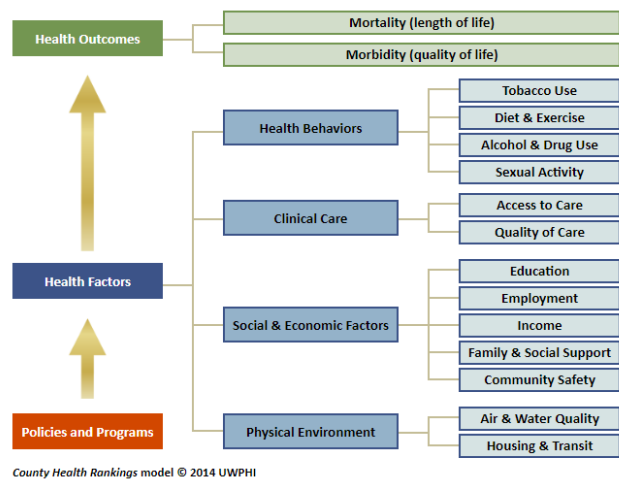 Health Outcomes
Mortality (length of life)
Morbidity (quality of life)
Health Behaviors
Tobacco Use
Diet & Exercise
Alcohol & Drug Use
Sexual Activity
Clinical Care
Access to Care
Quality of Care
Health Factors
Social & Economic Factors
Education
Employment
Income
Family & Social Support
Community Safety
Policies and Programs
Physical Environment
Air & Water Quality
Housing & Transit
County Health Rankings model © 2014 UWPHI